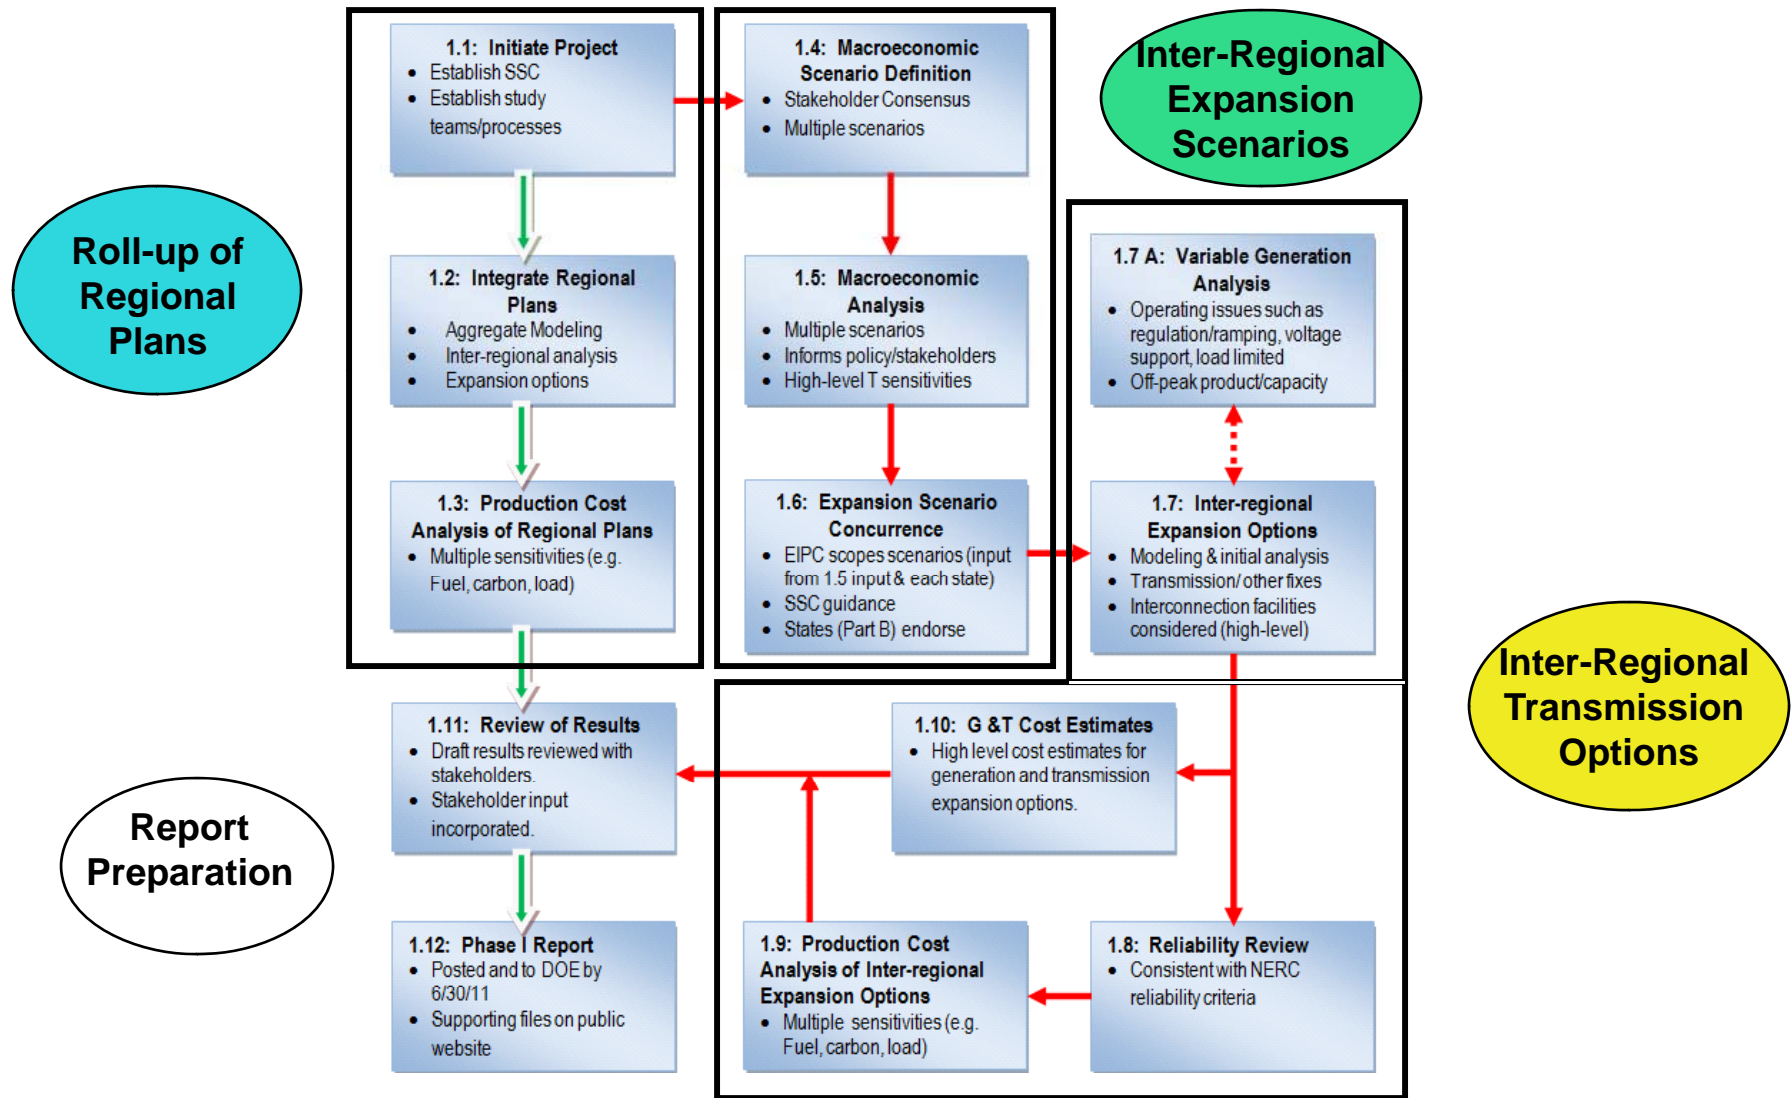 1.1: Initiate Project
• Establish SSC
• Establish study
teams/processes
1.4: Macroeconomic
Scenario Definition
• Stakeholder Consensus
• Multiple scenarios
Inter-Regional
Expansion
Scenarios
Roll-up of
Regional
Plans
1.2: Integrate Regional
Plans
• Aggregate Modeling
• Inter-regional analysis
• Expansion options
1.5: Macroeconomic
Analysis
• Multiple scenarios
• Informs policy/stakeholders
• High-level T sensitivities
1.7 A: Variable Generation
Analysis
• Operating issues such as
regulation/ramping, voltage
support, load limited
• Off-peak product/capacity
1.3: Production Cost
Analysis of Regional Plans
• Multiple sensitivities (e.g.
Fuel, carbon, load)
1.6: Expansion Scenario
Concurrence
• EIPC scopes scenarios (input
from 1.5 input & each state)
• SSC guidance
• States (Part B) endorse
1.7: Inter-regional
Expansion Options
• Modeling & initial analysis
• Transmission/ other fixes
• Interconnection facilities
considered (high-level)
Inter-Regional
Transmission
Options
1.11: Review of Results
• Draft results reviewed with
stakeholders.
• Stakeholder input
incorporated.
1.10: G &T Cost Estimates
• High level cost estimates for
generation and transmission
expansion options.
Report
Preparation
1.12: Phase I Report
• Posted and to DOE by
6/30/11
• Supporting files on public
website
1.9: Production Cost
Analysis of Inter-regional
Expansion Options
• Multiple sensitivities (e.g.
Fuel, carbon, load)
1.8: Reliability Review
• Consistent with NERC
reliability criteria